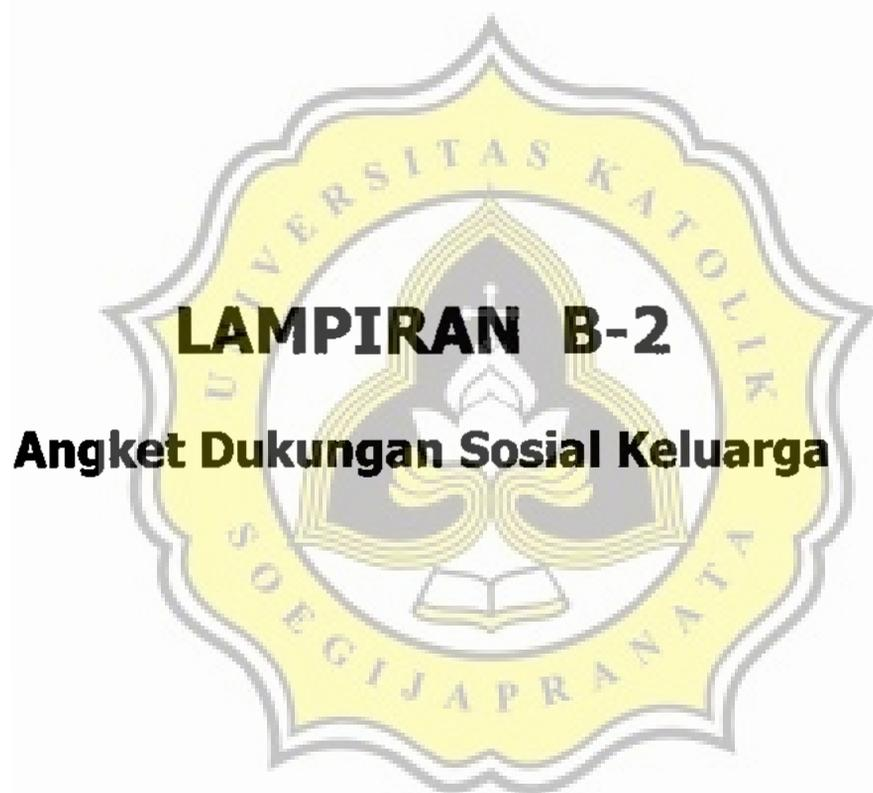 UNIVERSITAS KATOLIK
LAMPIRAN B-2
Angket Dukungan Sosial Keluarga
SOEGIJAPRANATA